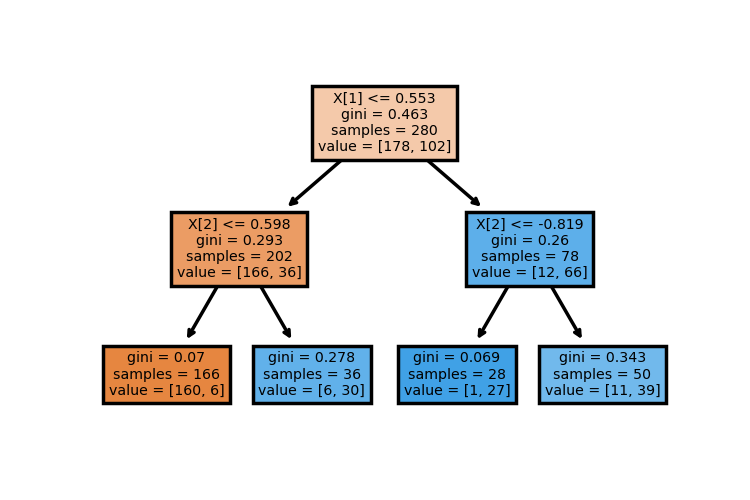 X[1] <= 0.553
gini = 0.463
samples = 280
value = [178, 102]
X[2] <= 0.598
gini = 0.293
samples = 202
value = [166, 36]
X[2] <= -0.819
gini = 0.26
samples = 78
value = [12, 66]
gini = 0.07
samples = 166
value = [160, 6]
gini = 0.278
samples = 36
value = [6, 30]
gini = 0.069
samples = 28
value = [1, 27]
gini = 0.343
samples = 50
value = [11, 39]